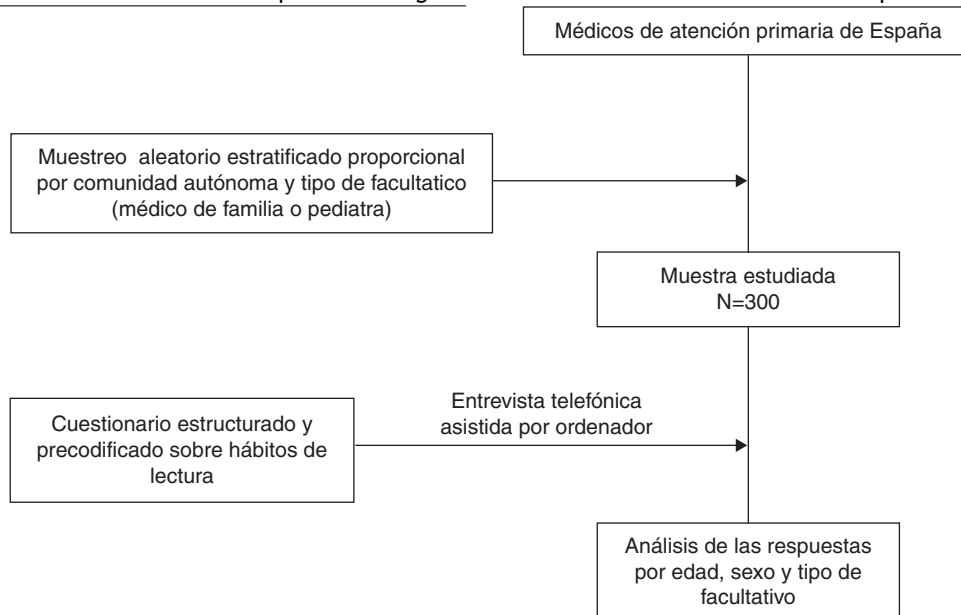 Médicos de atención primaria de España
Muestreo aleatorio estratificado proporcional
por comunidad autónoma y tipo de facultatico
(médico de familia o pediatra)
Muestra estudiada
N=300
Entrevista telefónica
asistida por ordenador
Cuestionario estructurado y
precodificado sobre hábitos de
lectura
Análisis de las respuestas
por edad, sexo y tipo de
facultativo